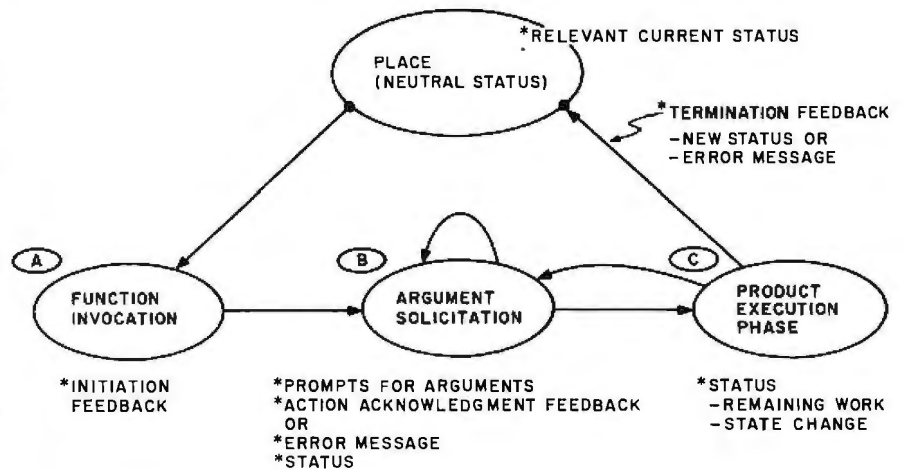 *RELEVANT CURRENT STATUS
PLACE
(NEUTRAL STATUS)
*TERMINATION FEEDBACK
-NEW STATUS OR
-ERROR MESSAGE
A
FUNCTION
INVOCATION
*INITIATION
FEEDBACK
B
ARGUMENT
SOLICITATION
*PROMPTS FOR ARGUMENTS
*ACTION ACKNOWLEDGMENT FEEDBACK
OR
*ERROR MESSAGE
*STATUS
C
PRODUCT
EXECUTION
PHASE
*STATUS
-REMAINING WORK
-STATE CHANGE